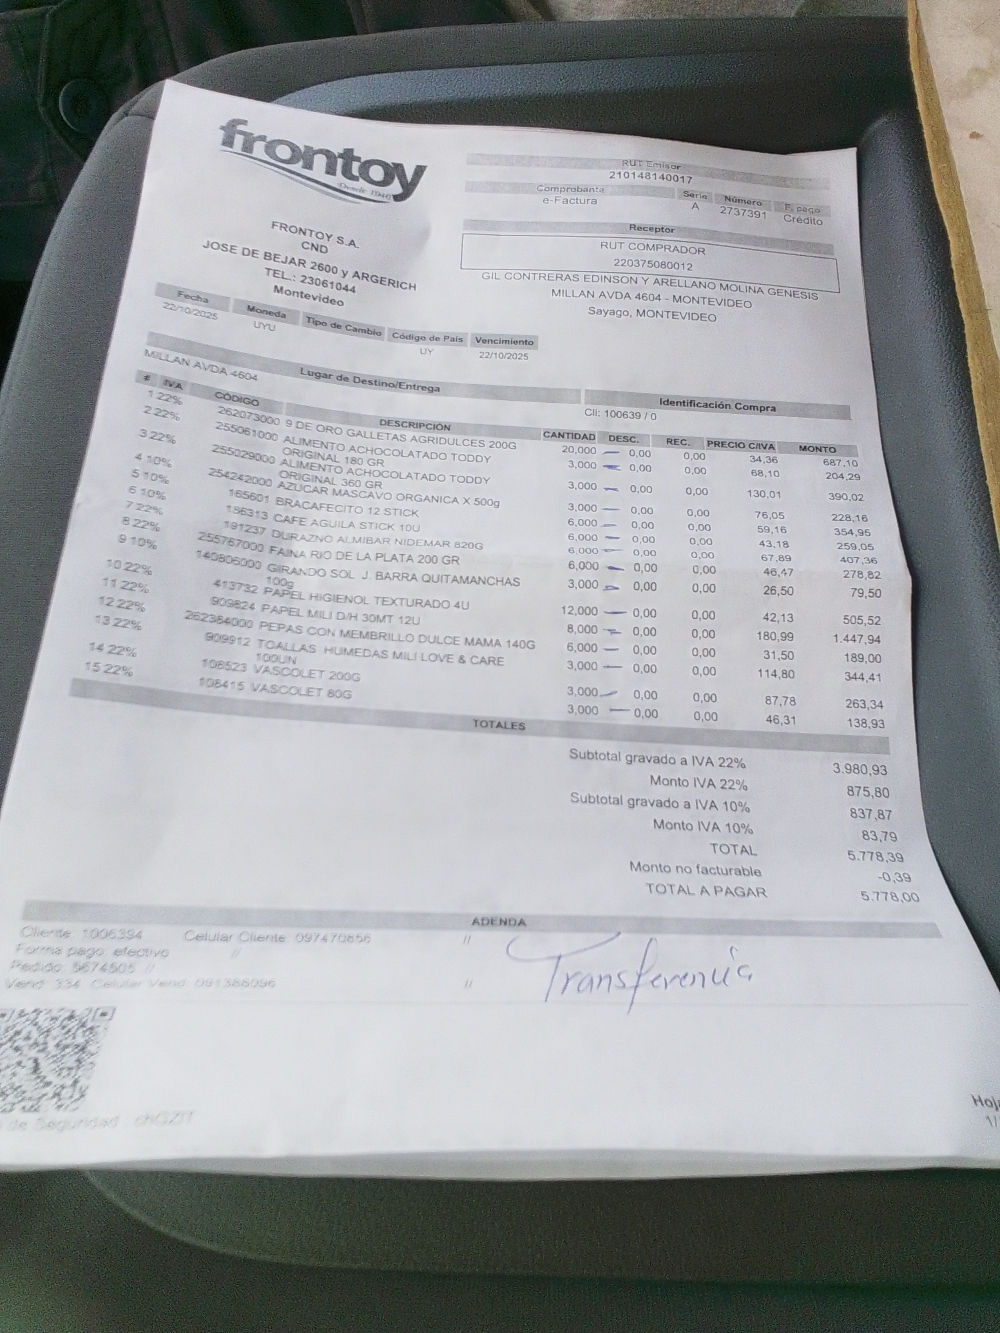 frontoy
Desde 1940
RUT Emisor
210148140017
Comprobante Serie Número F. pago
e-Factura A 2737391 Crédito
Receptor
RUT COMPRADOR
220375080012
GIL CONTRERAS EDINSON Y ARELLANO MOLINA GENESIS
MILLAN AVDA 4604 - MONTEVIDEO
Sayago, MONTEVIDEO
FRONTOY S.A.
CND
JOSE DE BEJAR 2600 y ARGERICH
TEL.: 23061044
Montevideo
Fecha Moneda Tipo de Cambio Código de País Vencimiento
22/10/2025 UYU UY 22/10/2025
Lugar de Destino/Entrega Identificación Compra
MILLAN AVDA 4604 Cli: 100639 / 0
# IVA CÓDIGO DESCRIPCIÓN CANTIDAD DESC. REC. PRECIO C/IVA MONTO
1 22% 262073000 9 DE ORO GALLETAS AGRIDULCES 200G 20,000 0,00 0,00 34,36 687,10
2 22% 255061000 ALIMENTO ACHOCOLATADO TODDY 3,000 0,00 0,00 68,10 204,29
ORIGINAL 180 GR
3 22% 255029000 ALIMENTO ACHOCOLATADO TODDY 3,000 0,00 0,00 130,01 390,02
ORIGINAL 360 GR
4 10% 254242000 AZUCAR MASCAVO ORGANICA X 500g 3,000 0,00 0,00 76,05 228,16
5 10% 165601 BRACAFECITO 12 STICK 6,000 0,00 0,00 59,16 354,95
6 10% 186313 CAFE AGUILA STICK 10U 6,000 0,00 0,00 43,18 259,05
7 22% 191237 DURAZNO ALMIBAR NIDEMAR 820G 6,000 0,00 0,00 67,89 407,36
8 22% 255767000 FAINA RIO DE LA PLATA 200 GR 6,000 0,00 0,00 46,47 278,82
9 10% 140806000 GIRANDO SOL J. BARRA QUITAMANCHAS 3,000 0,00 0,00 26,50 79,50
100g
10 22% 413732 PAPEL HIGIENOL TEXTURADO 4U 12,000 0,00 0,00 42,13 505,52
11 22% 909824 PAPEL MILI D/H 30MT 12U 8,000 0,00 0,00 180,99 1.447,94
12 22% 262384000 PEPAS CON MEMBRILLO DULCE MAMA 140G 6,000 0,00 0,00 31,50 189,00
13 22% 909912 TOALLAS HUMEDAS MILI LOVE & CARE 3,000 0,00 0,00 114,80 344,41
100UN
14 22% 108523 VASCOLET 200G 3,000 0,00 0,00 87,78 263,34
15 22% 108415 VASCOLET 80G 3,000 0,00 0,00 46,31 138,93
TOTALES
Subtotal gravado a IVA 22% 3.980,93
Monto IVA 22% 875,80
Subtotal gravado a IVA 10% 837,87
Monto IVA 10% 83,79
TOTAL 5.778,39
Monto no facturable -0,39
TOTAL A PAGAR 5.778,00
ADENDA
Cliente: 1006394 Celular Cliente: 097470856 //
Forma pago: efectivo //
Pedido: 5674505 //
Vend: 334 Celular Vend: 091388096 //
Transferencia
de Seguridad: chGZIT
Hoja
1/